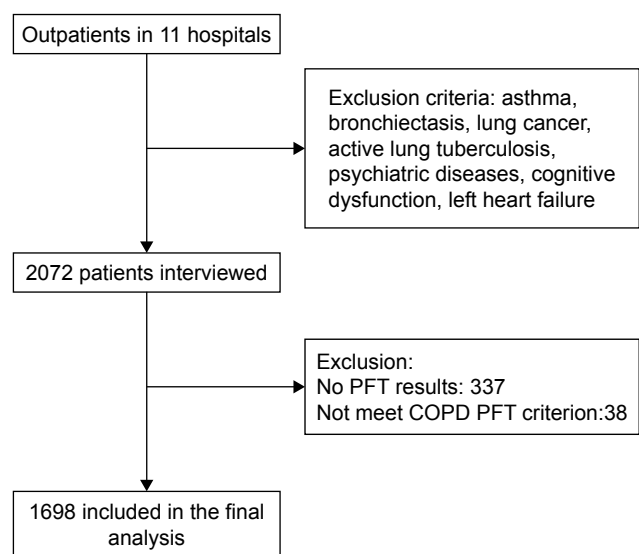 Outpatients in 11 hospitals
Exclusion criteria: asthma,
bronchiectasis, lung cancer,
active lung tuberculosis,
psychiatric diseases, cognitive
dysfunction, left heart failure
2072 patients interviewed
Exclusion:
No PFT results: 337
Not meet COPD PFT criterion:38
1698 included in the final
analysis